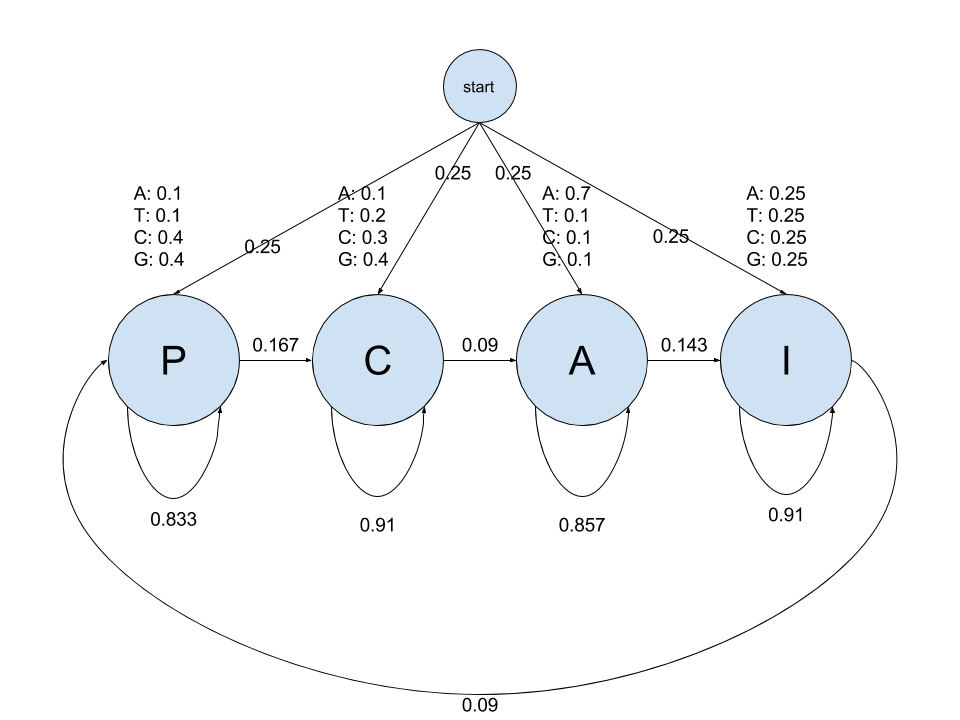 start
0.25 0.25
A: 0.1
T: 0.1
C: 0.4
G: 0.4
A: 0.1
T: 0.2
C: 0.3
G: 0.4
A: 0.7
T: 0.1
C: 0.1
G: 0.1
A: 0.25
T: 0.25
C: 0.25
G: 0.25
0.25
0.25
P 0.167 C 0.09 A 0.143 I
0.833 0.91 0.857 0.91
0.09